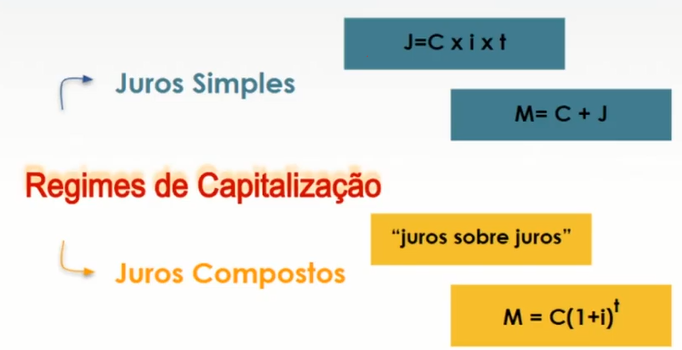 J=C x i x t
Juros Simples
M= C + J
Regimes de Capitalização
“juros sobre juros”
Juros Compostos
M = C(1+i)^t